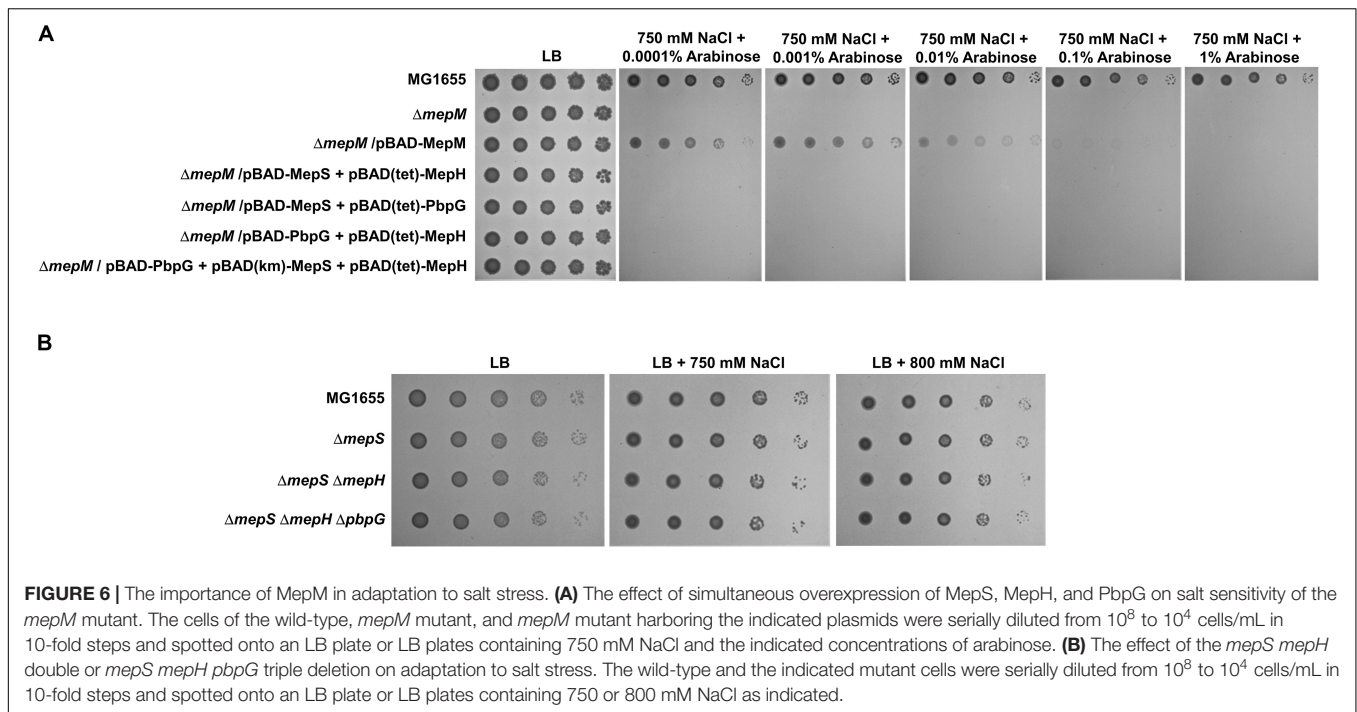 A
LB
750 mM NaCl +
0.0001% Arabinose
750 mM NaCl +
0.001% Arabinose
750 mM NaCl +
0.01% Arabinose
750 mM NaCl +
0.1% Arabinose
750 mM NaCl +
1% Arabinose
MG1655
ΔmepM
ΔmepM /pBAD-MepM
ΔmepM /pBAD-MepS + pBAD(tet)-MepH
ΔmepM /pBAD-MepS + pBAD(tet)-PbpG
ΔmepM /pBAD-PbpG + pBAD(tet)-MepH
ΔmepM / pBAD-PbpG + pBAD(km)-MepS + pBAD(tet)-MepH
B
LB
LB + 750 mM NaCl
LB + 800 mM NaCl
MG1655
ΔmepS
ΔmepS ΔmepH
ΔmepS ΔmepH ΔpbpG
FIGURE 6 | The importance of MepM in adaptation to salt stress. (A) The effect of simultaneous overexpression of MepS, MepH, and PbpG on salt sensitivity of the
mepM mutant. The cells of the wild-type, mepM mutant, and mepM mutant harboring the indicated plasmids were serially diluted from 10⁸ to 10⁴ cells/mL in
10-fold steps and spotted onto an LB plate or LB plates containing 750 mM NaCl and the indicated concentrations of arabinose. (B) The effect of the mepS mepH
double or mepS mepH pbpG triple deletion on adaptation to salt stress. The wild-type and the indicated mutant cells were serially diluted from 10⁸ to 10⁴ cells/mL in
10-fold steps and spotted onto an LB plate or LB plates containing 750 or 800 mM NaCl as indicated.